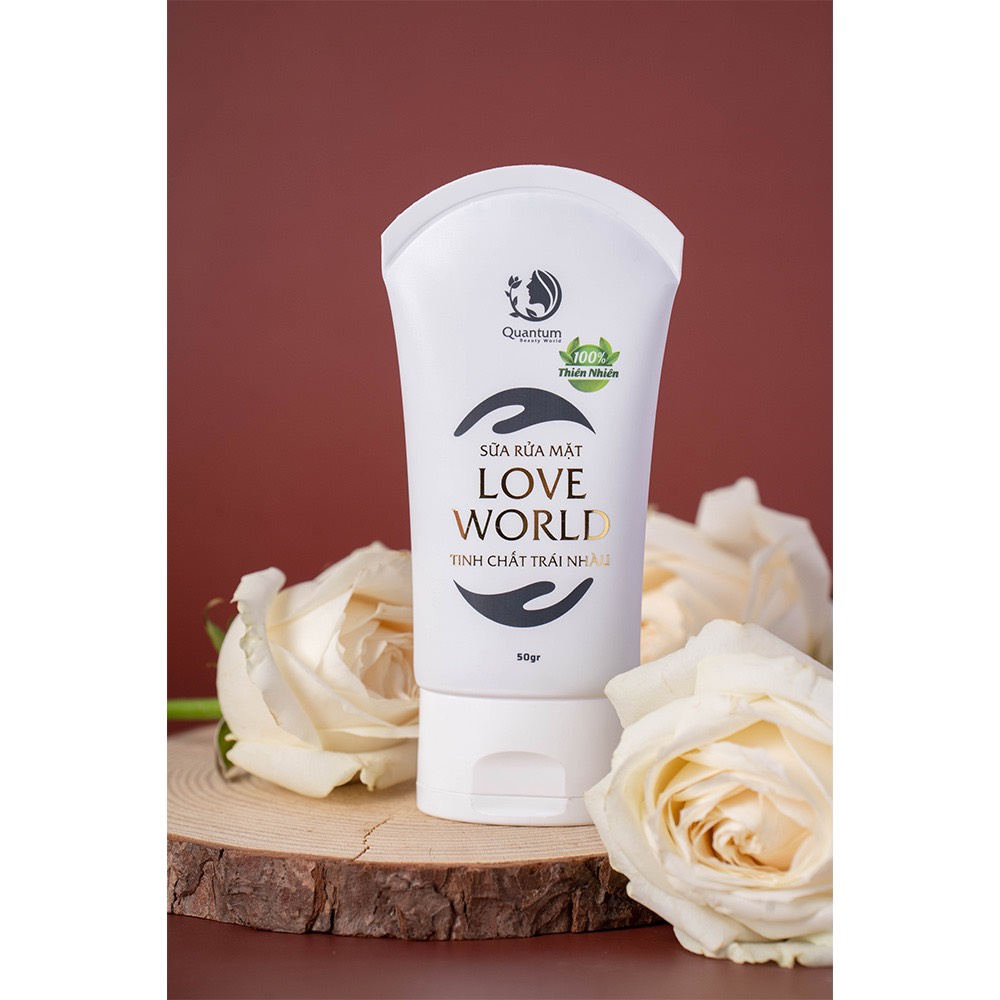 Quantum
Beauty World
100%
Thiên Nhiên
SỮA RỬA MẶT
LOVE
WORLD
TINH CHẤT TRÁI NHÀU
50gr